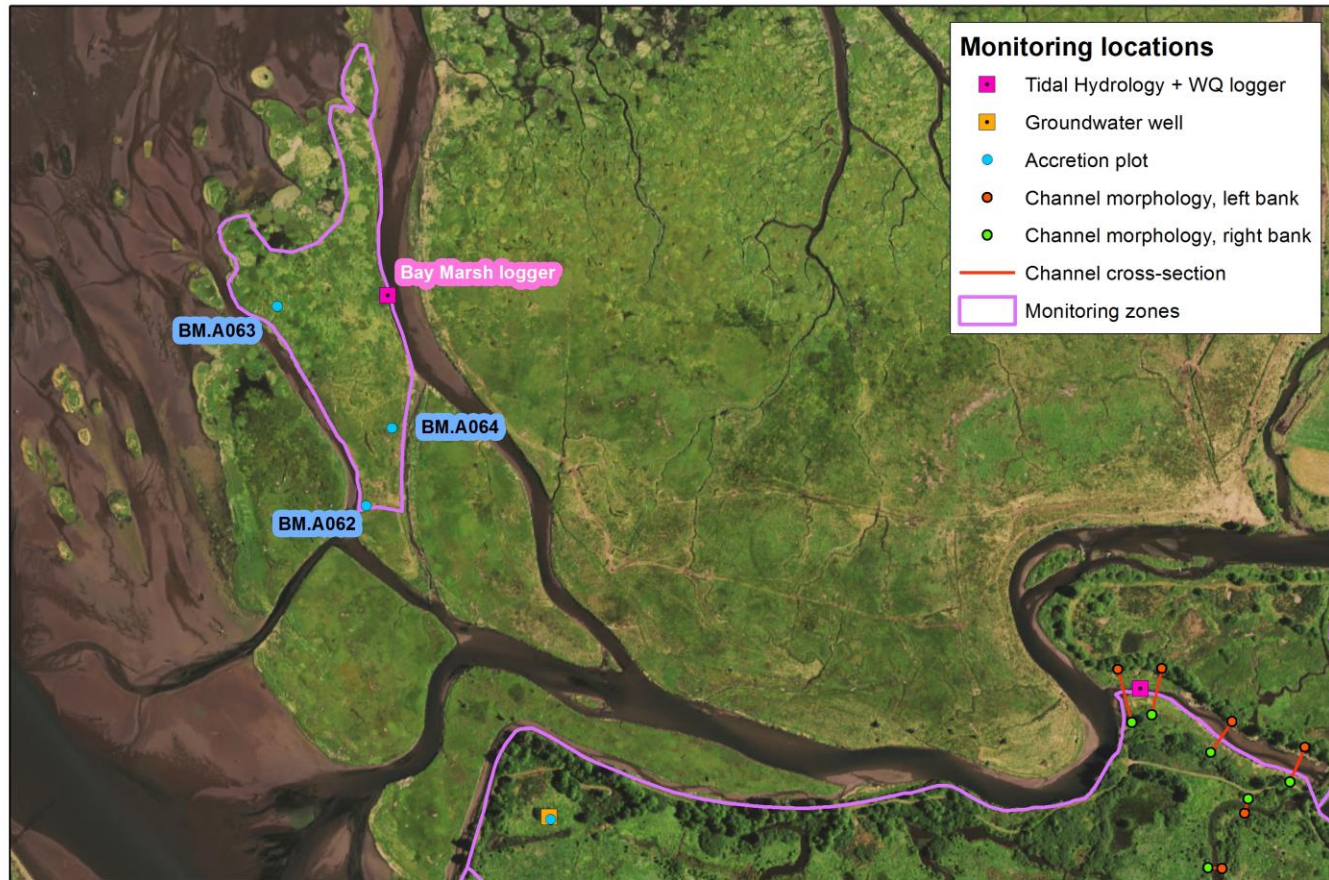 Monitoring locations
Tidal Hydrology + WQ logger
Groundwater well
Accretion plot
Channel morphology, left bank
Channel morphology, right bank
Channel cross-section
Monitoring zones
Bay Marsh logger
BM.A063
BM.A064
BM.A062